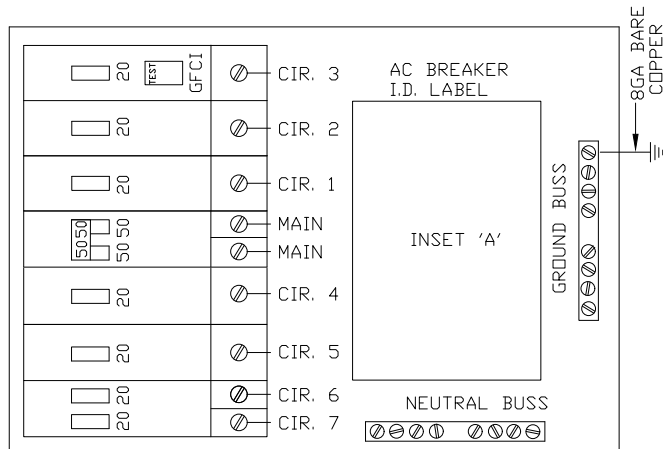 20 TEST GFCI CIR. 3
20 CIR. 2
20 CIR. 1
50 50 MAIN
50 50 MAIN
20 CIR. 4
20 CIR. 5
20 CIR. 6
20 CIR. 7
AC BREAKER
I.D. LABEL
INSET 'A'
NEUTRAL BUSS
GROUND BUSS
8GA BARE
COPPER